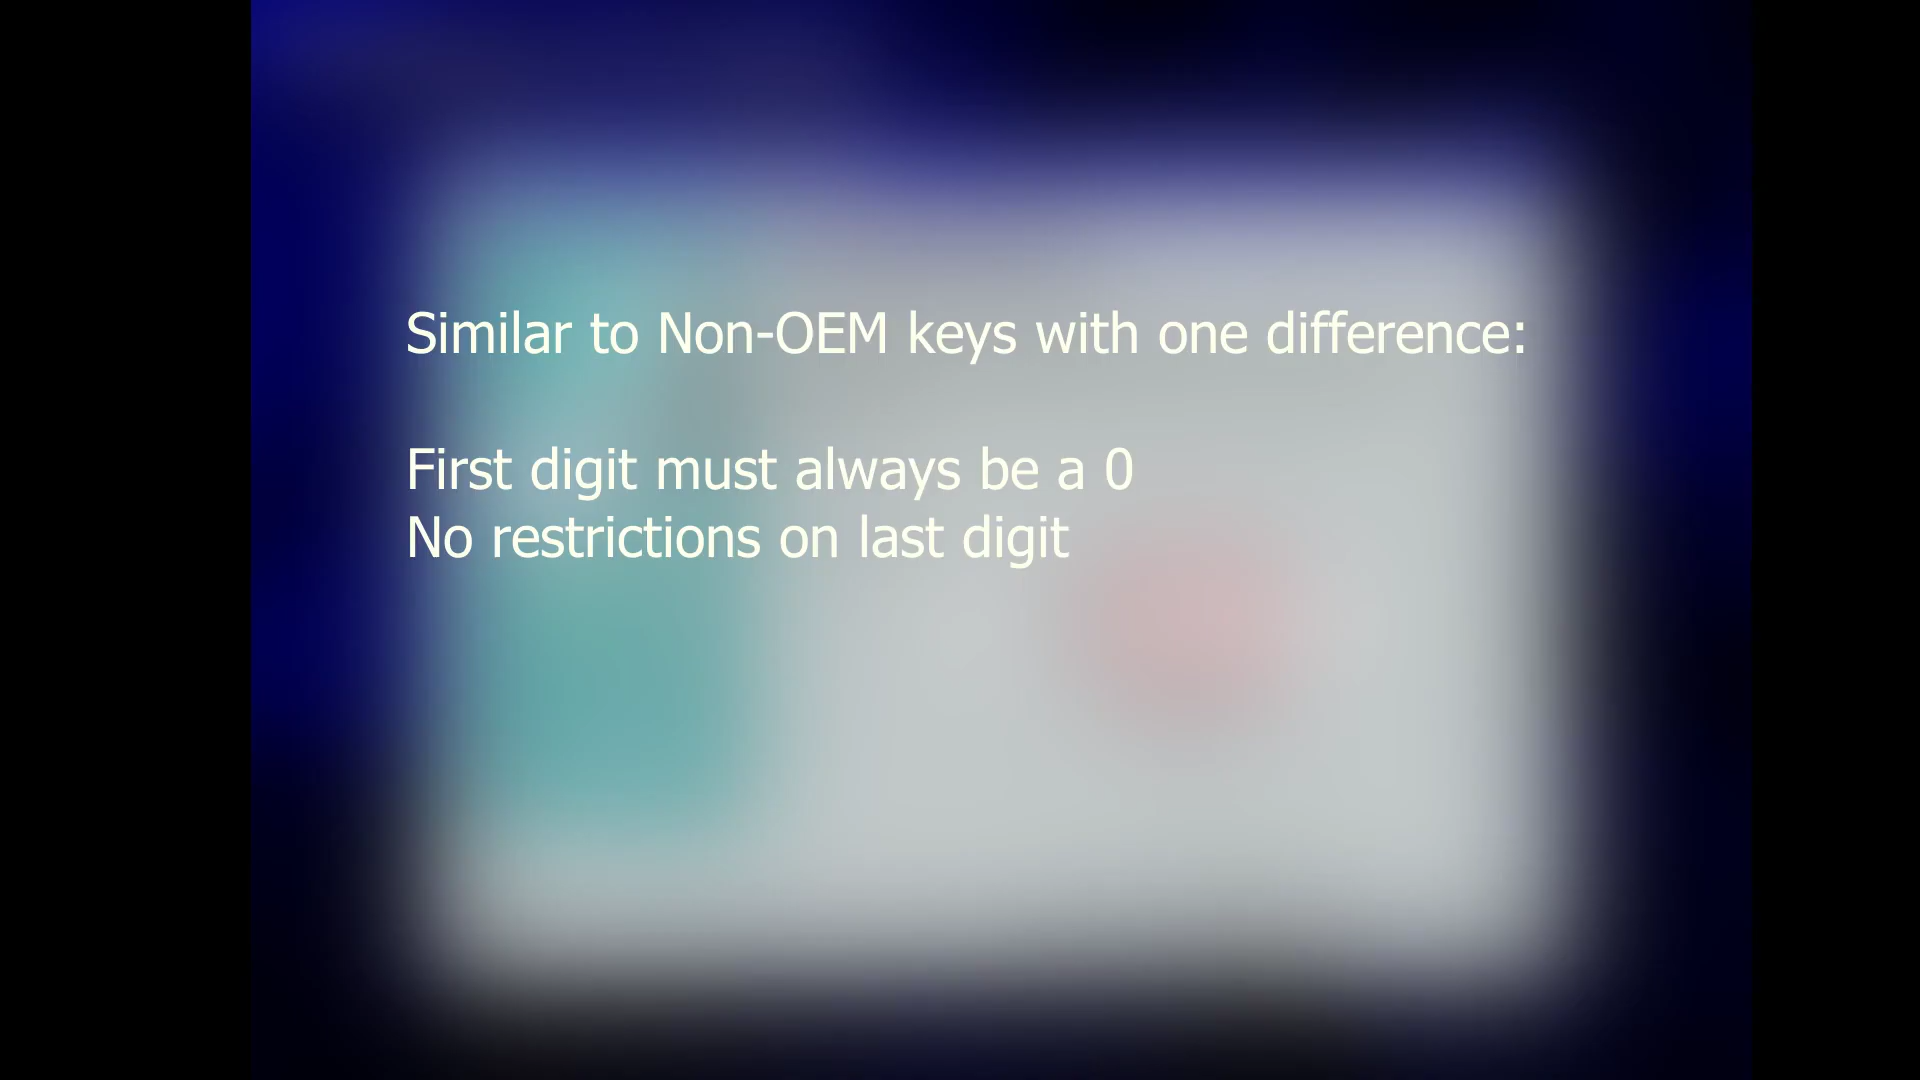 Similar to Non-OEM keys with one difference:
First digit must always be a 0
No restrictions on last digit